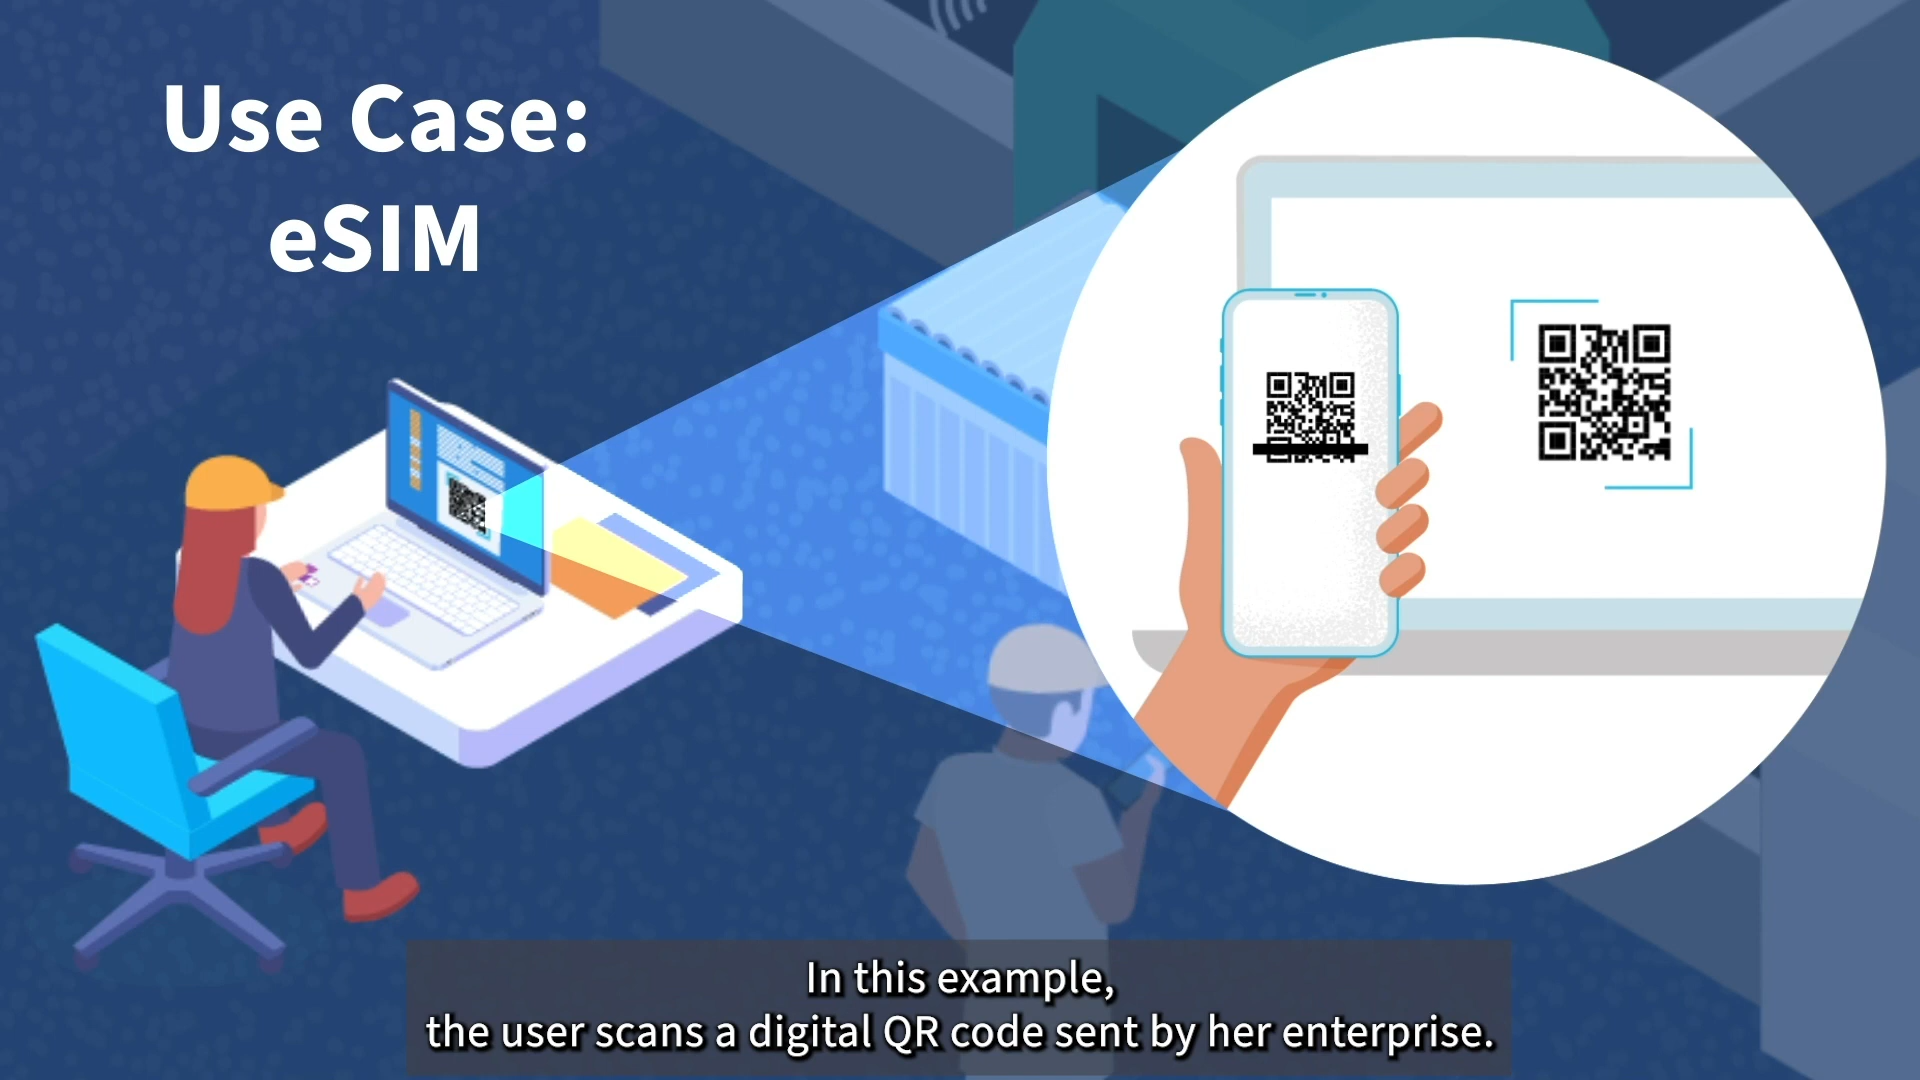 Use Case:
eSIM
In this example,
the user scans a digital QR code sent by her enterprise.